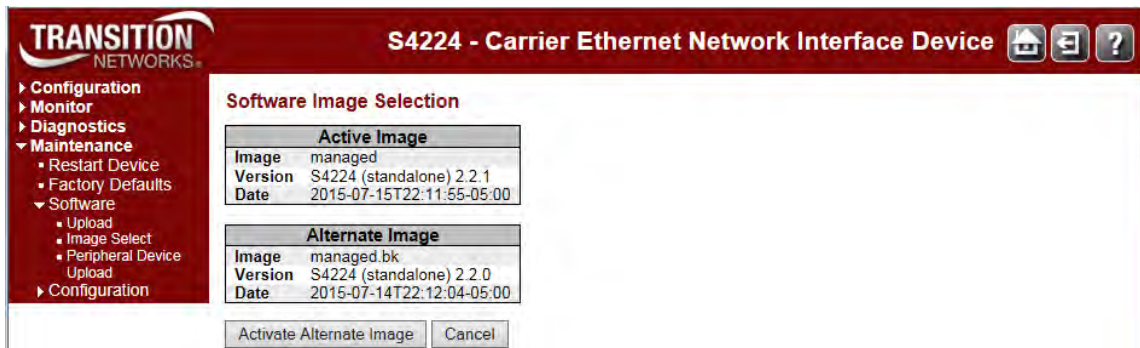 TRANSITION
NETWORKS®
S4224 - Carrier Ethernet Network Interface Device
?
Configuration
Monitor
Diagnostics
Maintenance
Restart Device
Factory Defaults
Software
Upload
Image Select
Peripheral Device
Upload
Configuration
Software Image Selection
Active Image
Image managed
Version S4224 (standalone) 2.2.1
Date 2015-07-15T22:11:55-05:00
Alternate Image
Image managed.bk
Version S4224 (standalone) 2.2.0
Date 2015-07-14T22:12:04-05:00
Activate Alternate Image Cancel